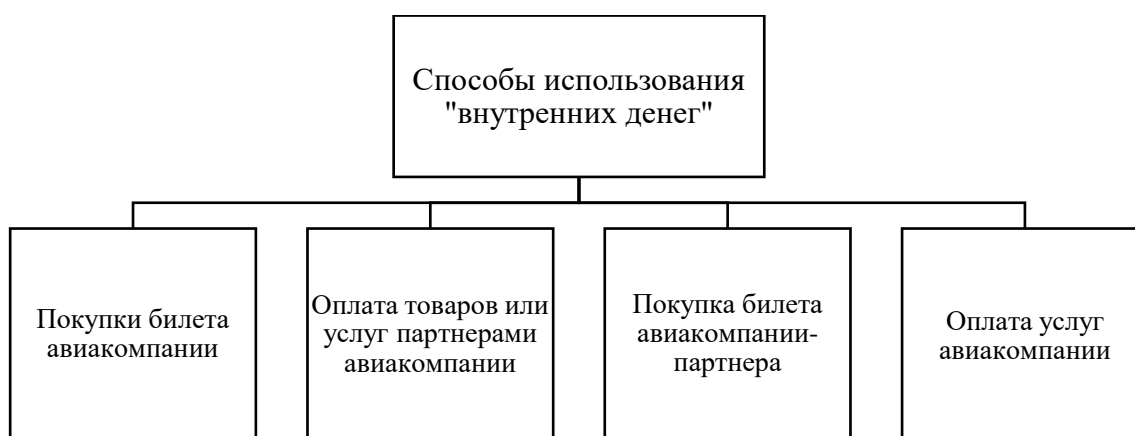 Способы использования
"внутренних денег"
Покупки билета
авиакомпании
Оплата товаров или
услуг партнерами
авиакомпании
Покупка билета
авиакомпании-
партнера
Оплата услуг
авиакомпании